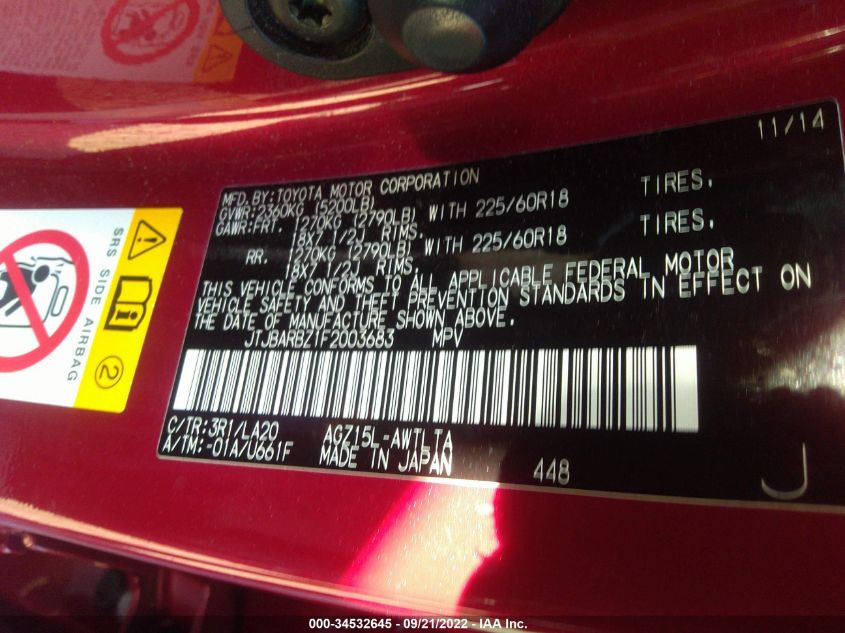 11/14
MFD. BY: TOYOTA MOTOR CORPORATION
GVWR: 2360KG (5200LB)
GAWR: FRT. 1270KG (2790LB) WITH 225/60R18 TIRES,
18X7 1/2J RIMS.
RR. 1270KG (2790LB) WITH 225/60R18 TIRES,
18X7 1/2J RIMS.
THIS VEHICLE CONFORMS TO ALL APPLICABLE FEDERAL MOTOR
VEHICLE SAFETY AND THEFT PREVENTION STANDARDS IN EFFECT ON
THE DATE OF MANUFACTURE SHOWN ABOVE.
JTJBARBZ1F2003683 MPV
C/TR: 3R1/LA20 AGZ15L-AWTLTA
A/TM: -01A/U661F MADE IN JAPAN 448
J
SRS SIDE AIRBAG
2
000-34532645 - 09/21/2022 - IAA Inc.